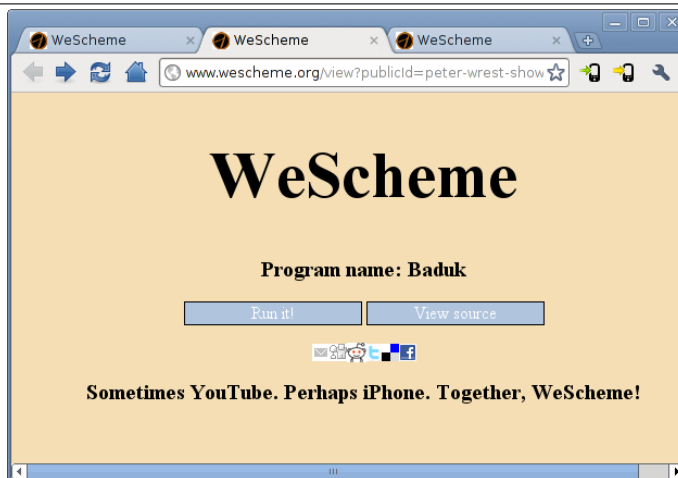 WeScheme
WeScheme
WeScheme
www.wescheme.org/view?publicId=peter-wrest-show
WeScheme
Program name: Baduk
Run it!
View source
Sometimes YouTube. Perhaps iPhone. Together, WeScheme!